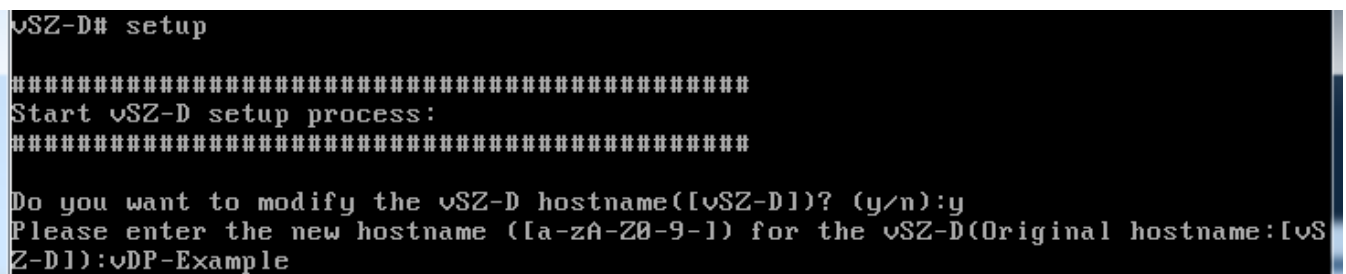 vSZ-D# setup
##############################################
Start vSZ-D setup process:
##############################################
Do you want to modify the vSZ-D hostname([vSZ-D])? (y/n):y
Please enter the new hostname ([a-zA-Z0-9-]) for the vSZ-D(Original hostname:[vS
Z-D]):vDP-Example